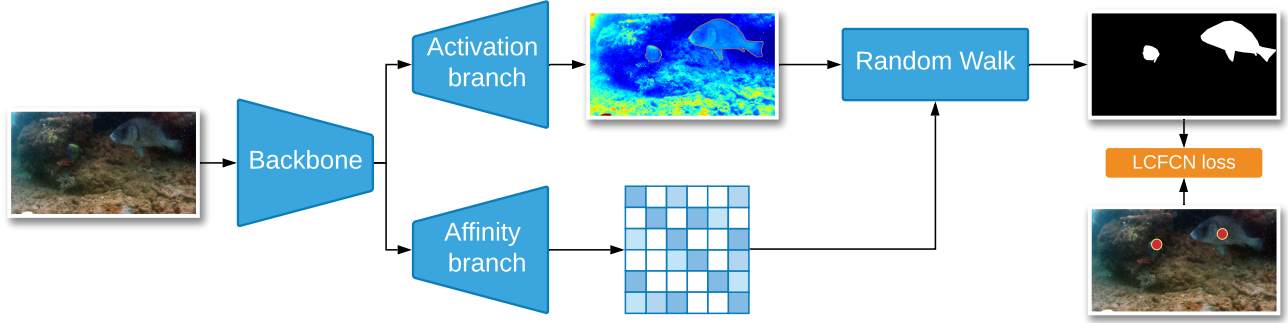 Activation
branch
Random Walk
Backbone
LCFCN loss
Affinity
branch